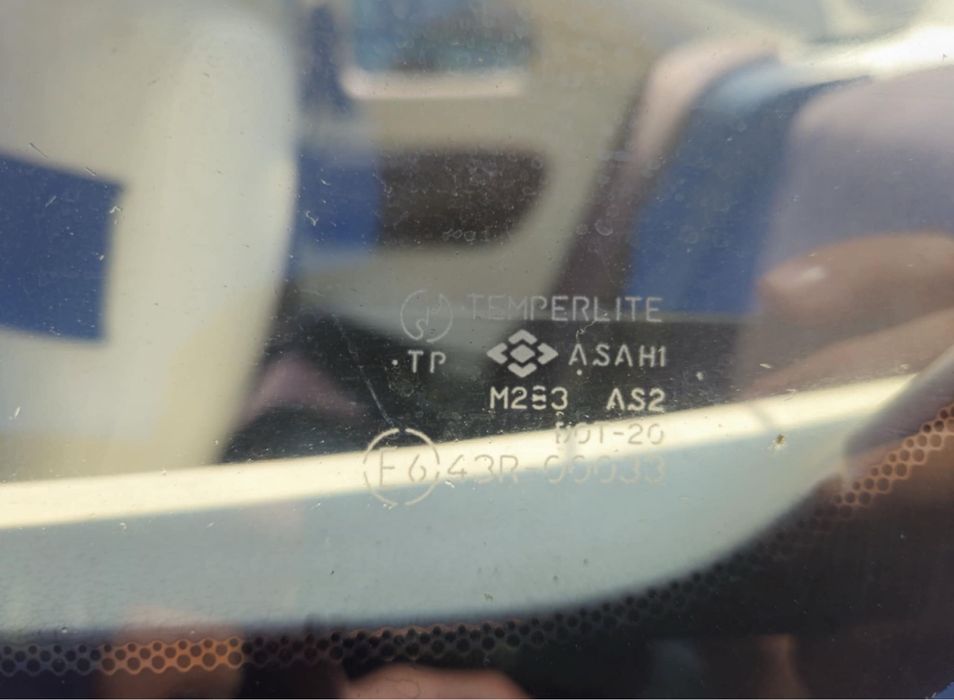 TEMPERLITE
TP ASAHI
M283 AS2
DOT-20
E6 43R-00033